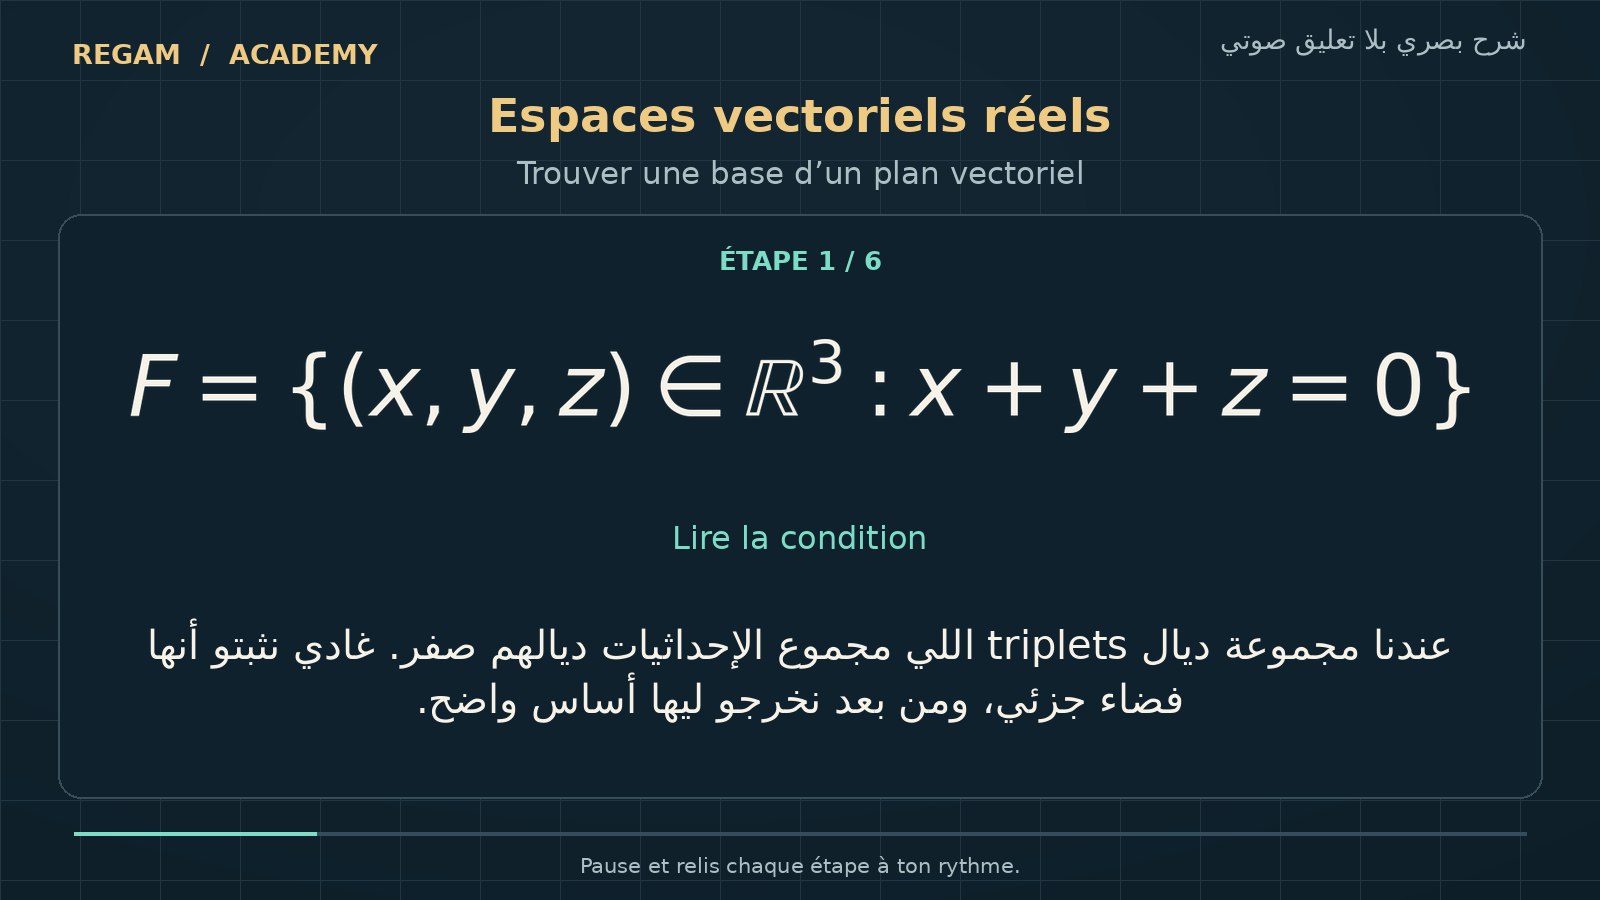 REGAM / ACADEMY
شرح بصري بلا تعليق صوتي
Espaces vectoriels réels
Trouver une base d’un plan vectoriel
ÉTAPE 1 / 6
F = {(x, y, z) ∈ ℝ³ : x + y + z = 0}
Lire la condition
عندنا مجموعة ديال triplets اللي مجموع الإحداثيات ديالهم صفر. غادي نثبتو أنها
فضاء جزئي، ومن بعد نخرجو ليها أساس واضح.
Pause et relis chaque étape à ton rythme.